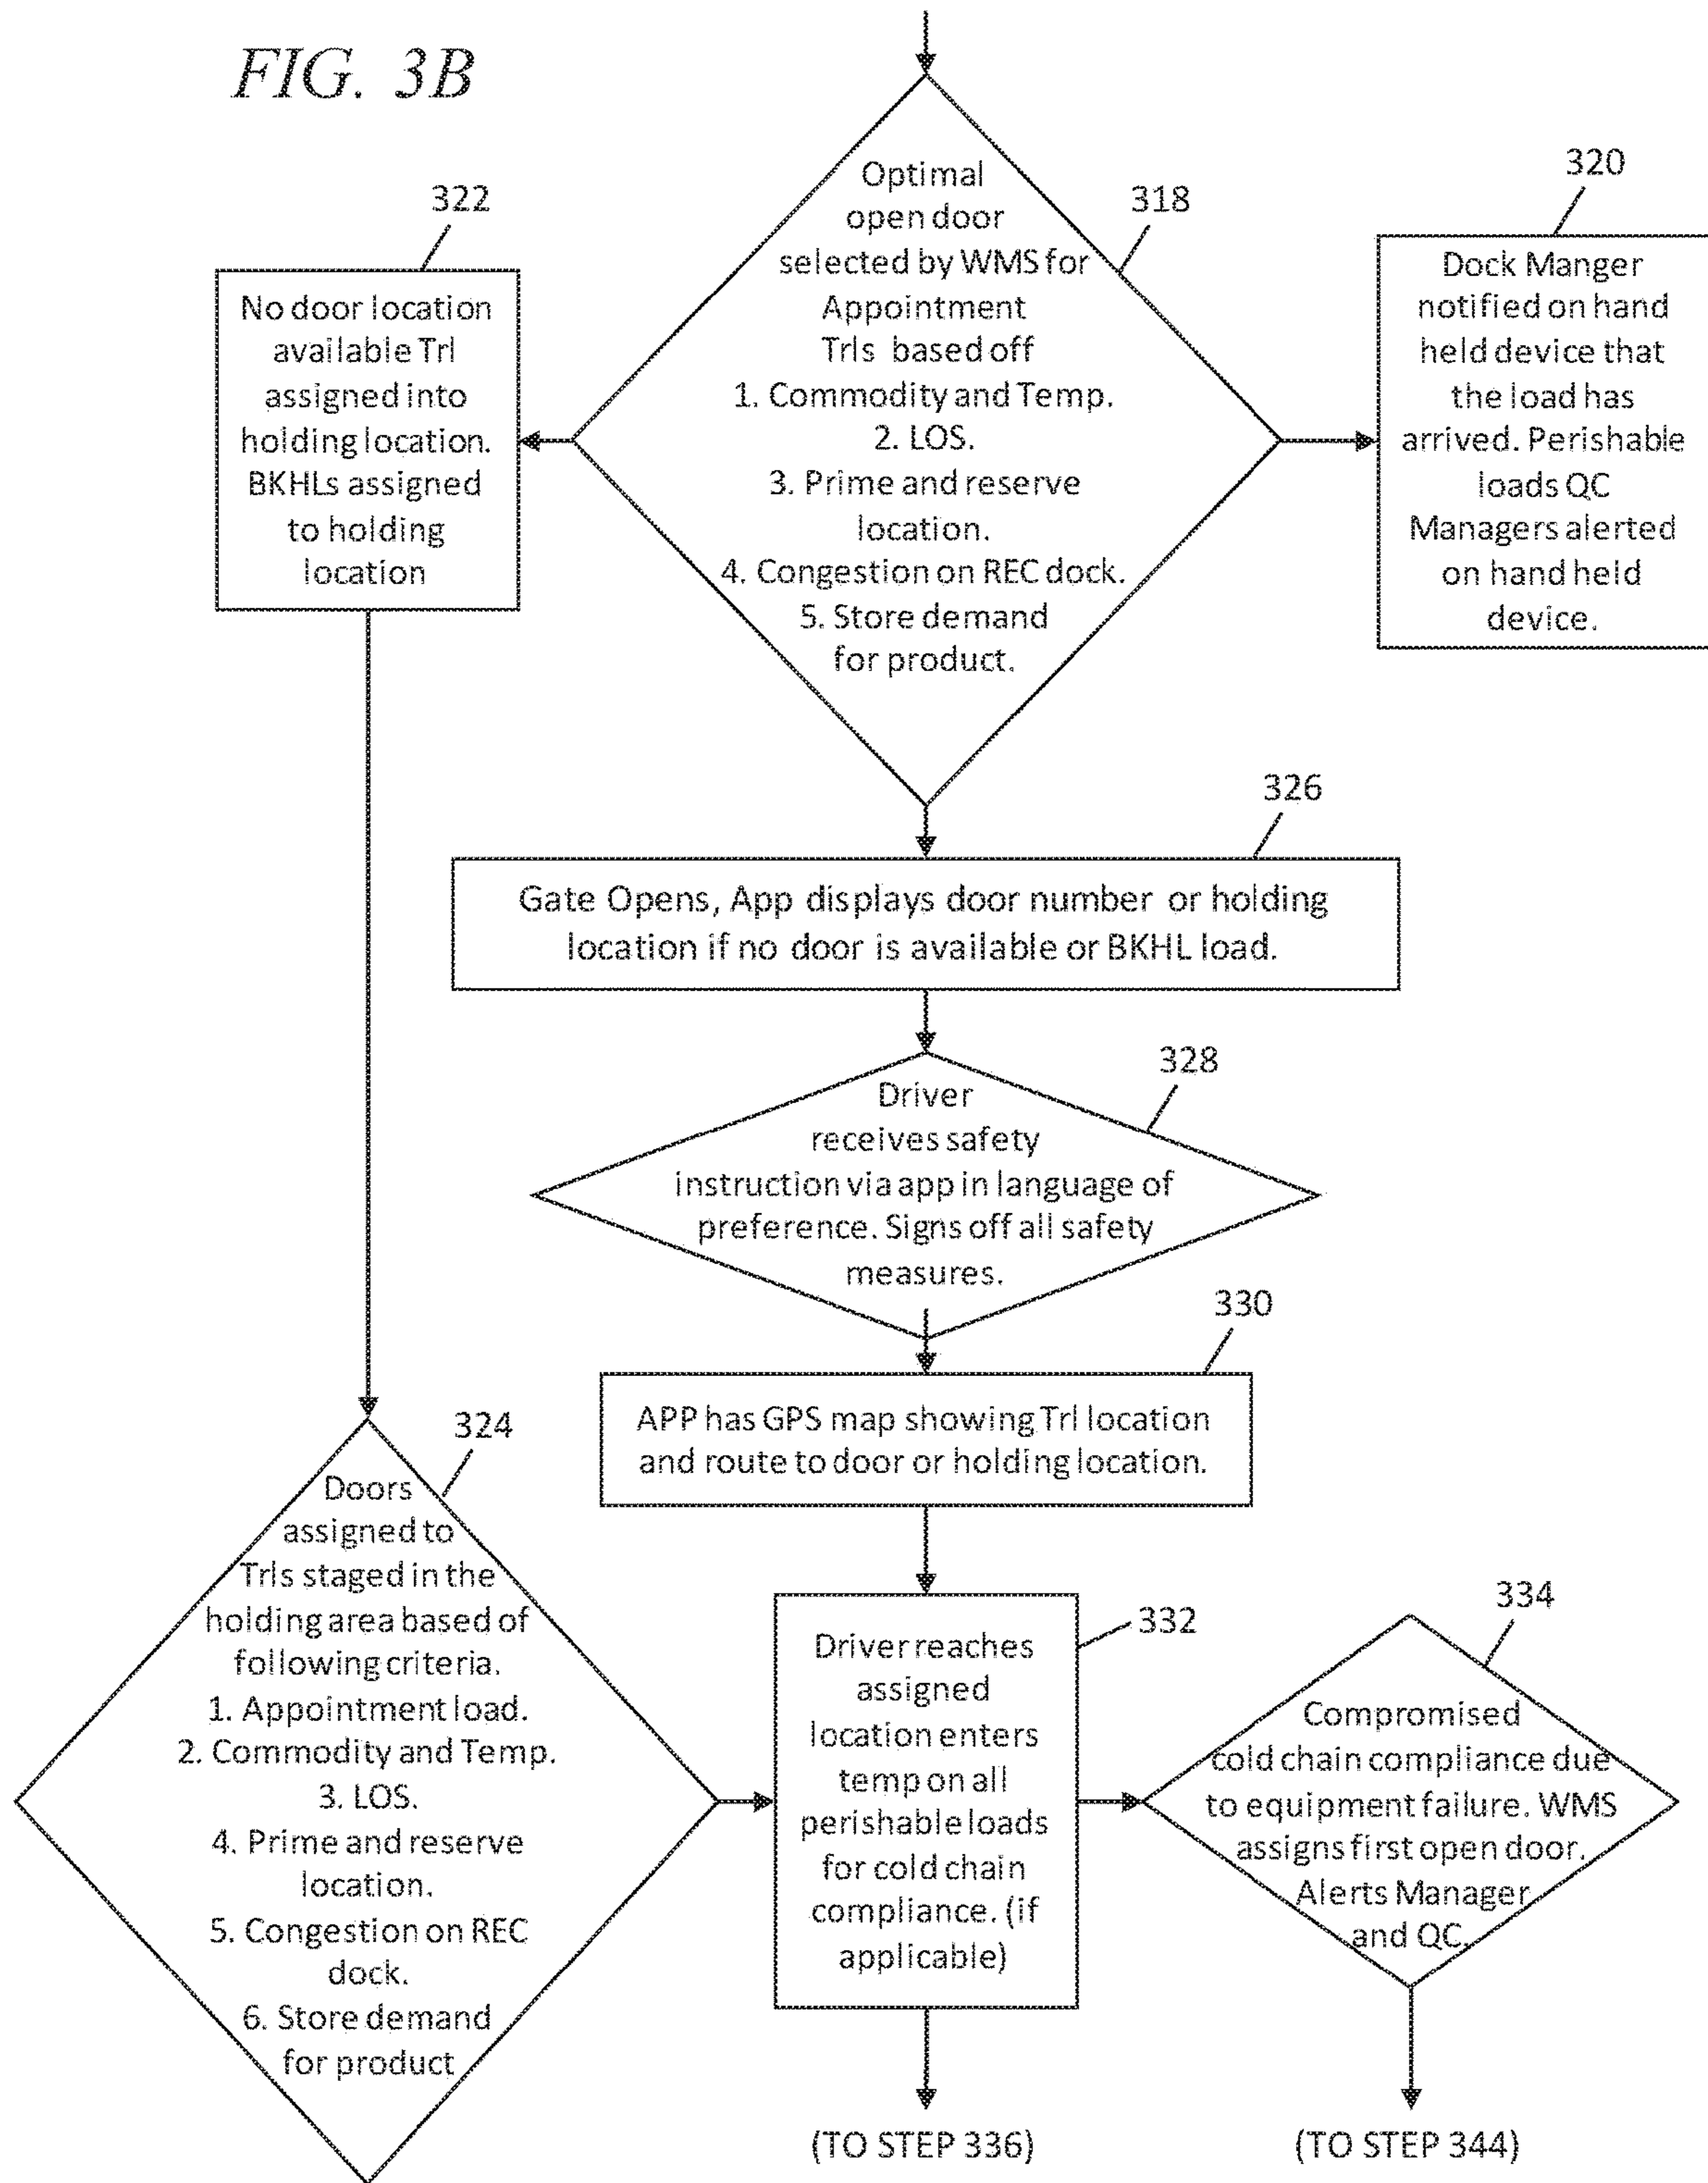 FIG. 3B
322
No door location
available Trl
assigned into
holding location.
BKHLs assigned
to holding
location
318
Optimal
open door
selected by WMS for
Appointment
Trls based off
1. Commodity and Temp.
2. LOS.
3. Prime and reserve
location.
4. Congestion on REC dock.
5. Store demand
for product.
320
Dock Manger
notified on hand
held device that
the load has
arrived. Perishable
loads QC
Managers alerted
on hand held
device.
326
Gate Opens, App displays door number or holding
location if no door is available or BKHL load.
328
Driver
receives safety
instruction via app in language of
preference. Signs off all safety
measures.
330
APP has GPS map showing Trl location
and route to door or holding location.
324
Doors
assigned to
Trls staged in the
holding area based of
following criteria.
1. Appointment load.
2. Commodity and Temp.
3. LOS.
4. Prime and reserve
location.
5. Congestion on REC
dock.
6. Store demand
for product
332
Driver reaches
assigned
location enters
temp on all
perishable loads
for cold chain
compliance. (if
applicable)
334
Compromised
cold chain compliance due
to equipment failure. WMS
assigns first open door.
Alerts Manager
and QC.
(TO STEP 336)
(TO STEP 344)